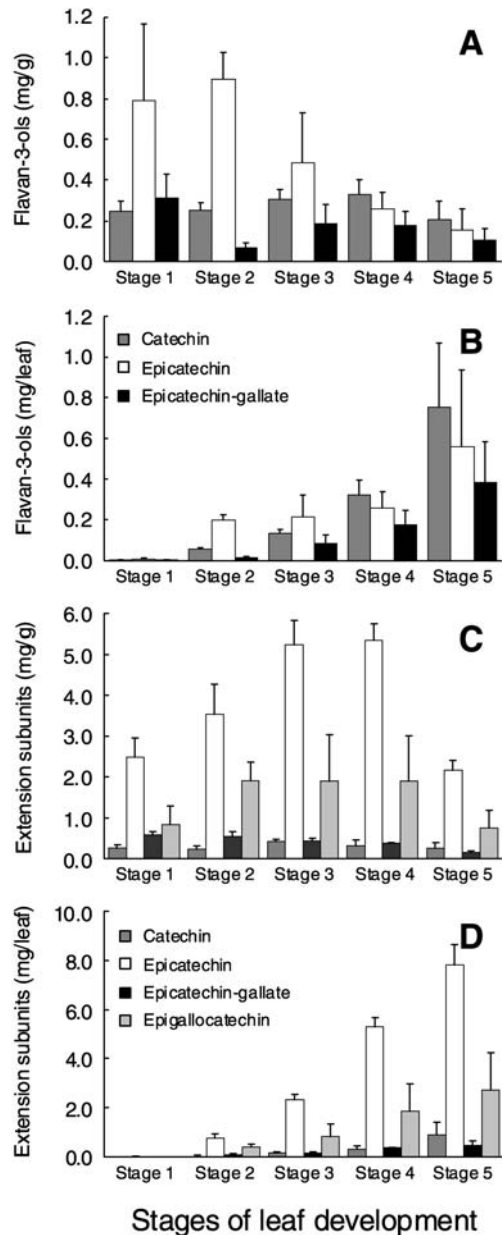 A
Flavan-3-ols (mg/g)
1.2
1.0
0.8
0.6
0.4
0.2
0.0
Stage 1 Stage 2 Stage 3 Stage 4 Stage 5
B
Flavan-3-ols (mg/leaf)
1.2
1.0
0.8
0.6
0.4
0.2
0.0
Catechin
Epicatechin
Epicatechin-gallate
Stage 1 Stage 2 Stage 3 Stage 4 Stage 5
C
Extension subunits (mg/g)
6.0
5.0
4.0
3.0
2.0
1.0
0.0
Stage 1 Stage 2 Stage 3 Stage 4 Stage 5
D
Extension subunits (mg/leaf)
10.0
8.0
6.0
4.0
2.0
0.0
Catechin
Epicatechin
Epicatechin-gallate
Epigallocatechin
Stage 1 Stage 2 Stage 3 Stage 4 Stage 5
Stages of leaf development